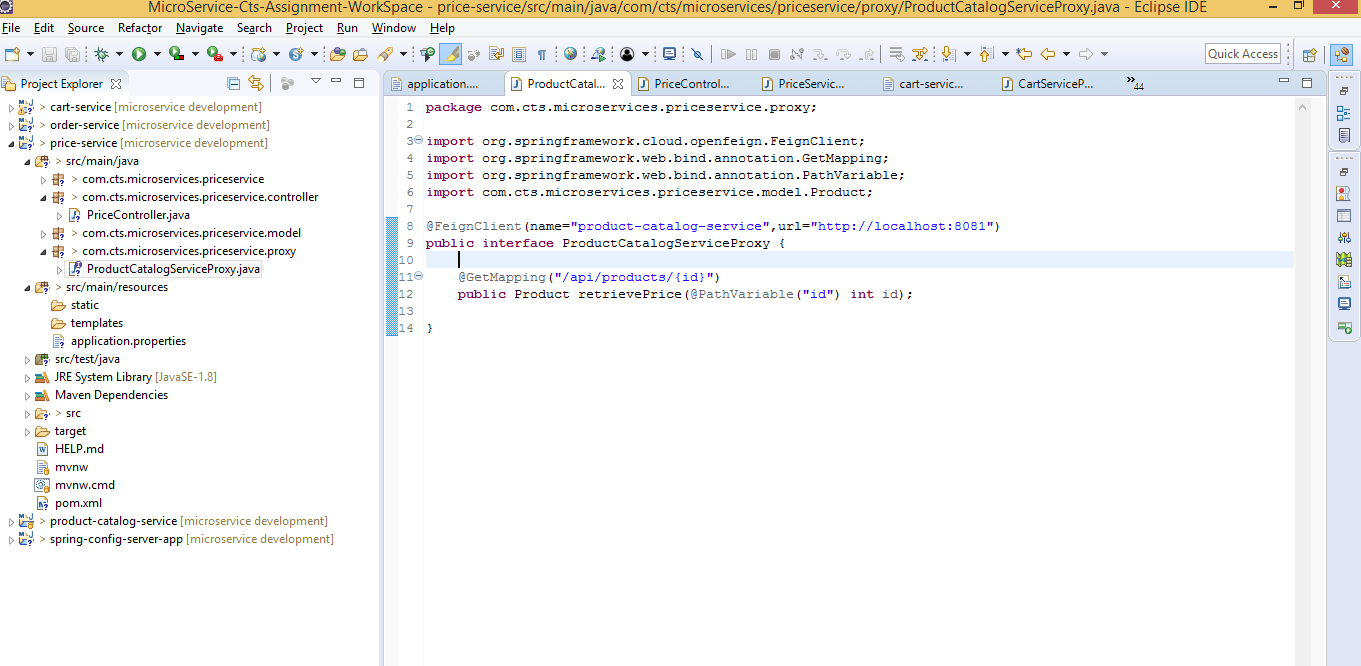 MicroService-Cts-Assignment-WorkSpace - price-service/src/main/java/com/cts/microservices/priceservice/proxy/ProductCatalogServiceProxy.java - Eclipse IDE
File Edit Source Refactor Navigate Search Project Run Window Help
Quick Access
Project Explorer
> cart-service [microservice development]
> order-service [microservice development]
> price-service [microservice development]
> src/main/java
> com.cts.microservices.priceservice
> com.cts.microservices.priceservice.controller
PriceController.java
> com.cts.microservices.priceservice.model
> com.cts.microservices.priceservice.proxy
ProductCatalogServiceProxy.java
> src/main/resources
static
templates
application.properties
src/test/java
JRE System Library [JavaSE-1.8]
Maven Dependencies
> src
target
HELP.md
mvnw
mvnw.cmd
pom.xml
> product-catalog-service [microservice development]
> spring-config-server-app [microservice development]
application.... ProductCatal... PriceControl... PriceServic... cart-servic... CartServiceP... »44
1 package com.cts.microservices.priceservice.proxy;
2
3 import org.springframework.cloud.openfeign.FeignClient;
4 import org.springframework.web.bind.annotation.GetMapping;
5 import org.springframework.web.bind.annotation.PathVariable;
6 import com.cts.microservices.priceservice.model.Product;
7
8 @FeignClient(name="product-catalog-service",url="http://localhost:8081")
9 public interface ProductCatalogServiceProxy {
10
11 @GetMapping("/api/products/{id}")
12 public Product retrievePrice(@PathVariable("id") int id);
13
14 }